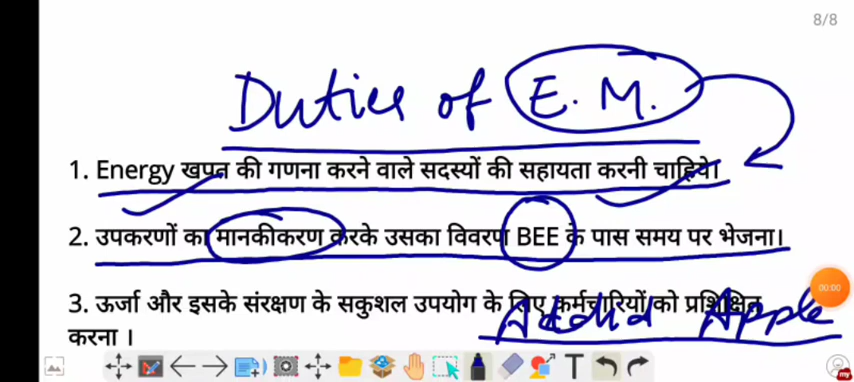 8/8
Duties of E. M.
1. Energy खपत की गणना करने वाले सदस्यों की सहायता करनी चाहिये।
2. उपकरणों का मानकीकरण करके उसका विवरण BEE के पास समय पर भेजना।
00:00
3. ऊर्जा और इसके संरक्षण के सकुशल उपयोग के लिए कर्मचारियों को प्रशिक्षित
करना ।
Apple
T
my